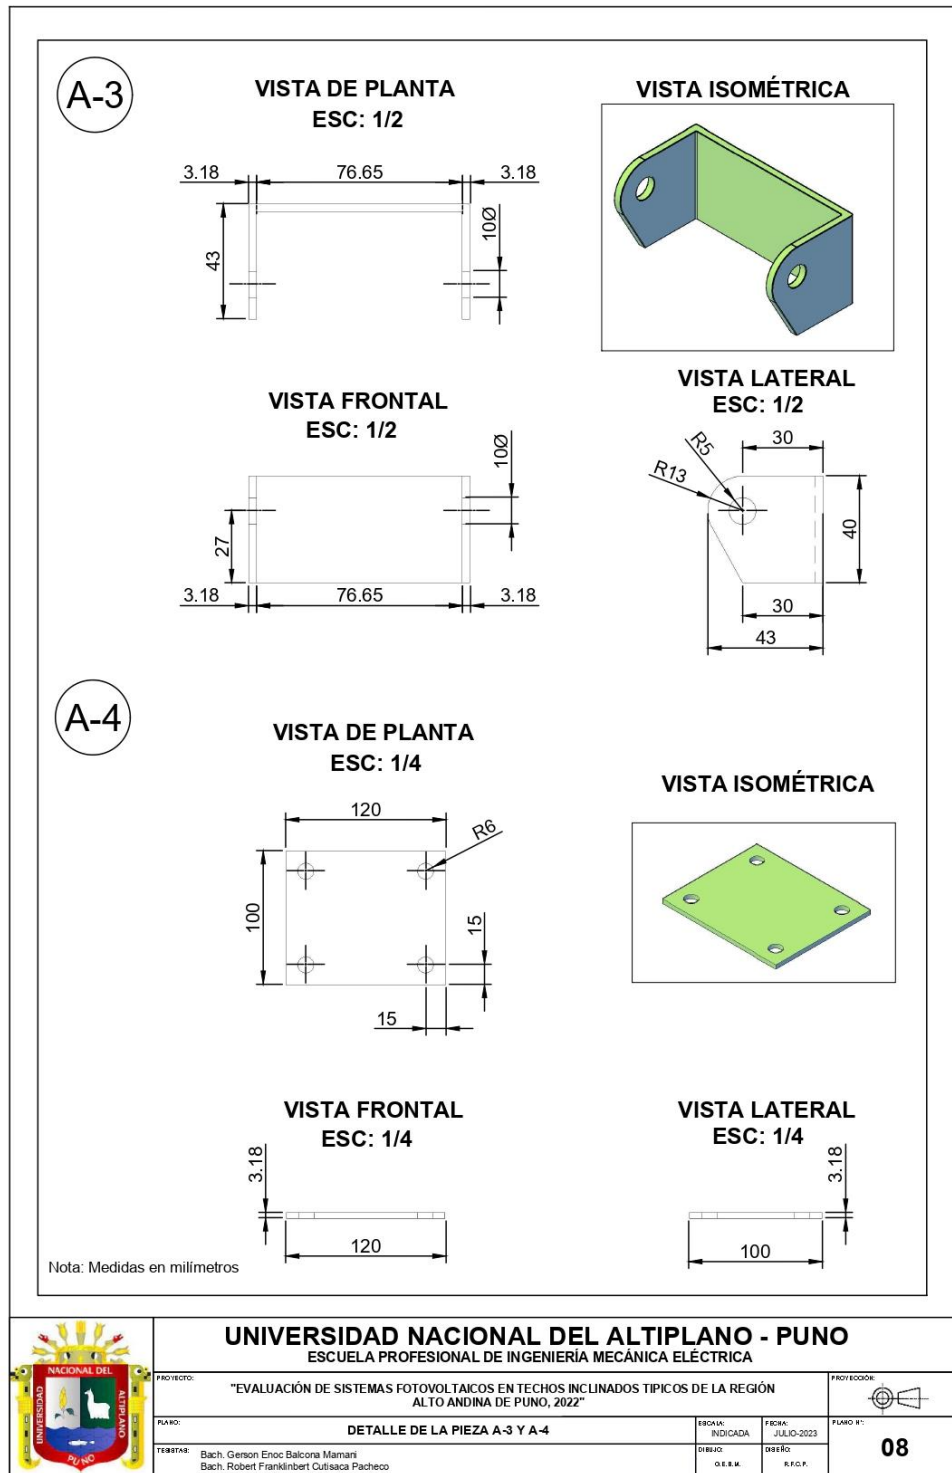 A-3
VISTA DE PLANTA
ESC: 1/2
3.18
76.65
3.18
43
10Ø
VISTA ISOMÉTRICA
VISTA FRONTAL
ESC: 1/2
10Ø
27
3.18
76.65
3.18
VISTA LATERAL
ESC: 1/2
R5
30
R13
40
30
43
A-4
VISTA DE PLANTA
ESC: 1/4
120
R6
100
15
15
VISTA ISOMÉTRICA
VISTA FRONTAL
ESC: 1/4
3.18
120
VISTA LATERAL
ESC: 1/4
3.18
100
Nota: Medidas en milímetros
NACIONAL DEL
UNIVERSIDAD
ALTIPLANO
PUNO
UNIVERSIDAD NACIONAL DEL ALTIPLANO - PUNO
ESCUELA PROFESIONAL DE INGENIERÍA MECÁNICA ELÉCTRICA
PROYECTO:
"EVALUACIÓN DE SISTEMAS FOTOVOLTAICOS EN TECHOS INCLINADOS TIPICOS DE LA REGIÓN
ALTO ANDINA DE PUNO, 2022"
PROYECCIÓN:
PLANO:
DETALLE DE LA PIEZA A-3 Y A-4
ESCALA:
INDICADA
FECHA:
JULIO-2023
PLANO N°:
08
TESISTAS:
Bach. Gerson Enoc Balcona Mamani
Bach. Robert Franklinbert Cutisaca Pacheco
DIBUJO:
G.E.B.M.
DISEÑO:
R.F.C.P.